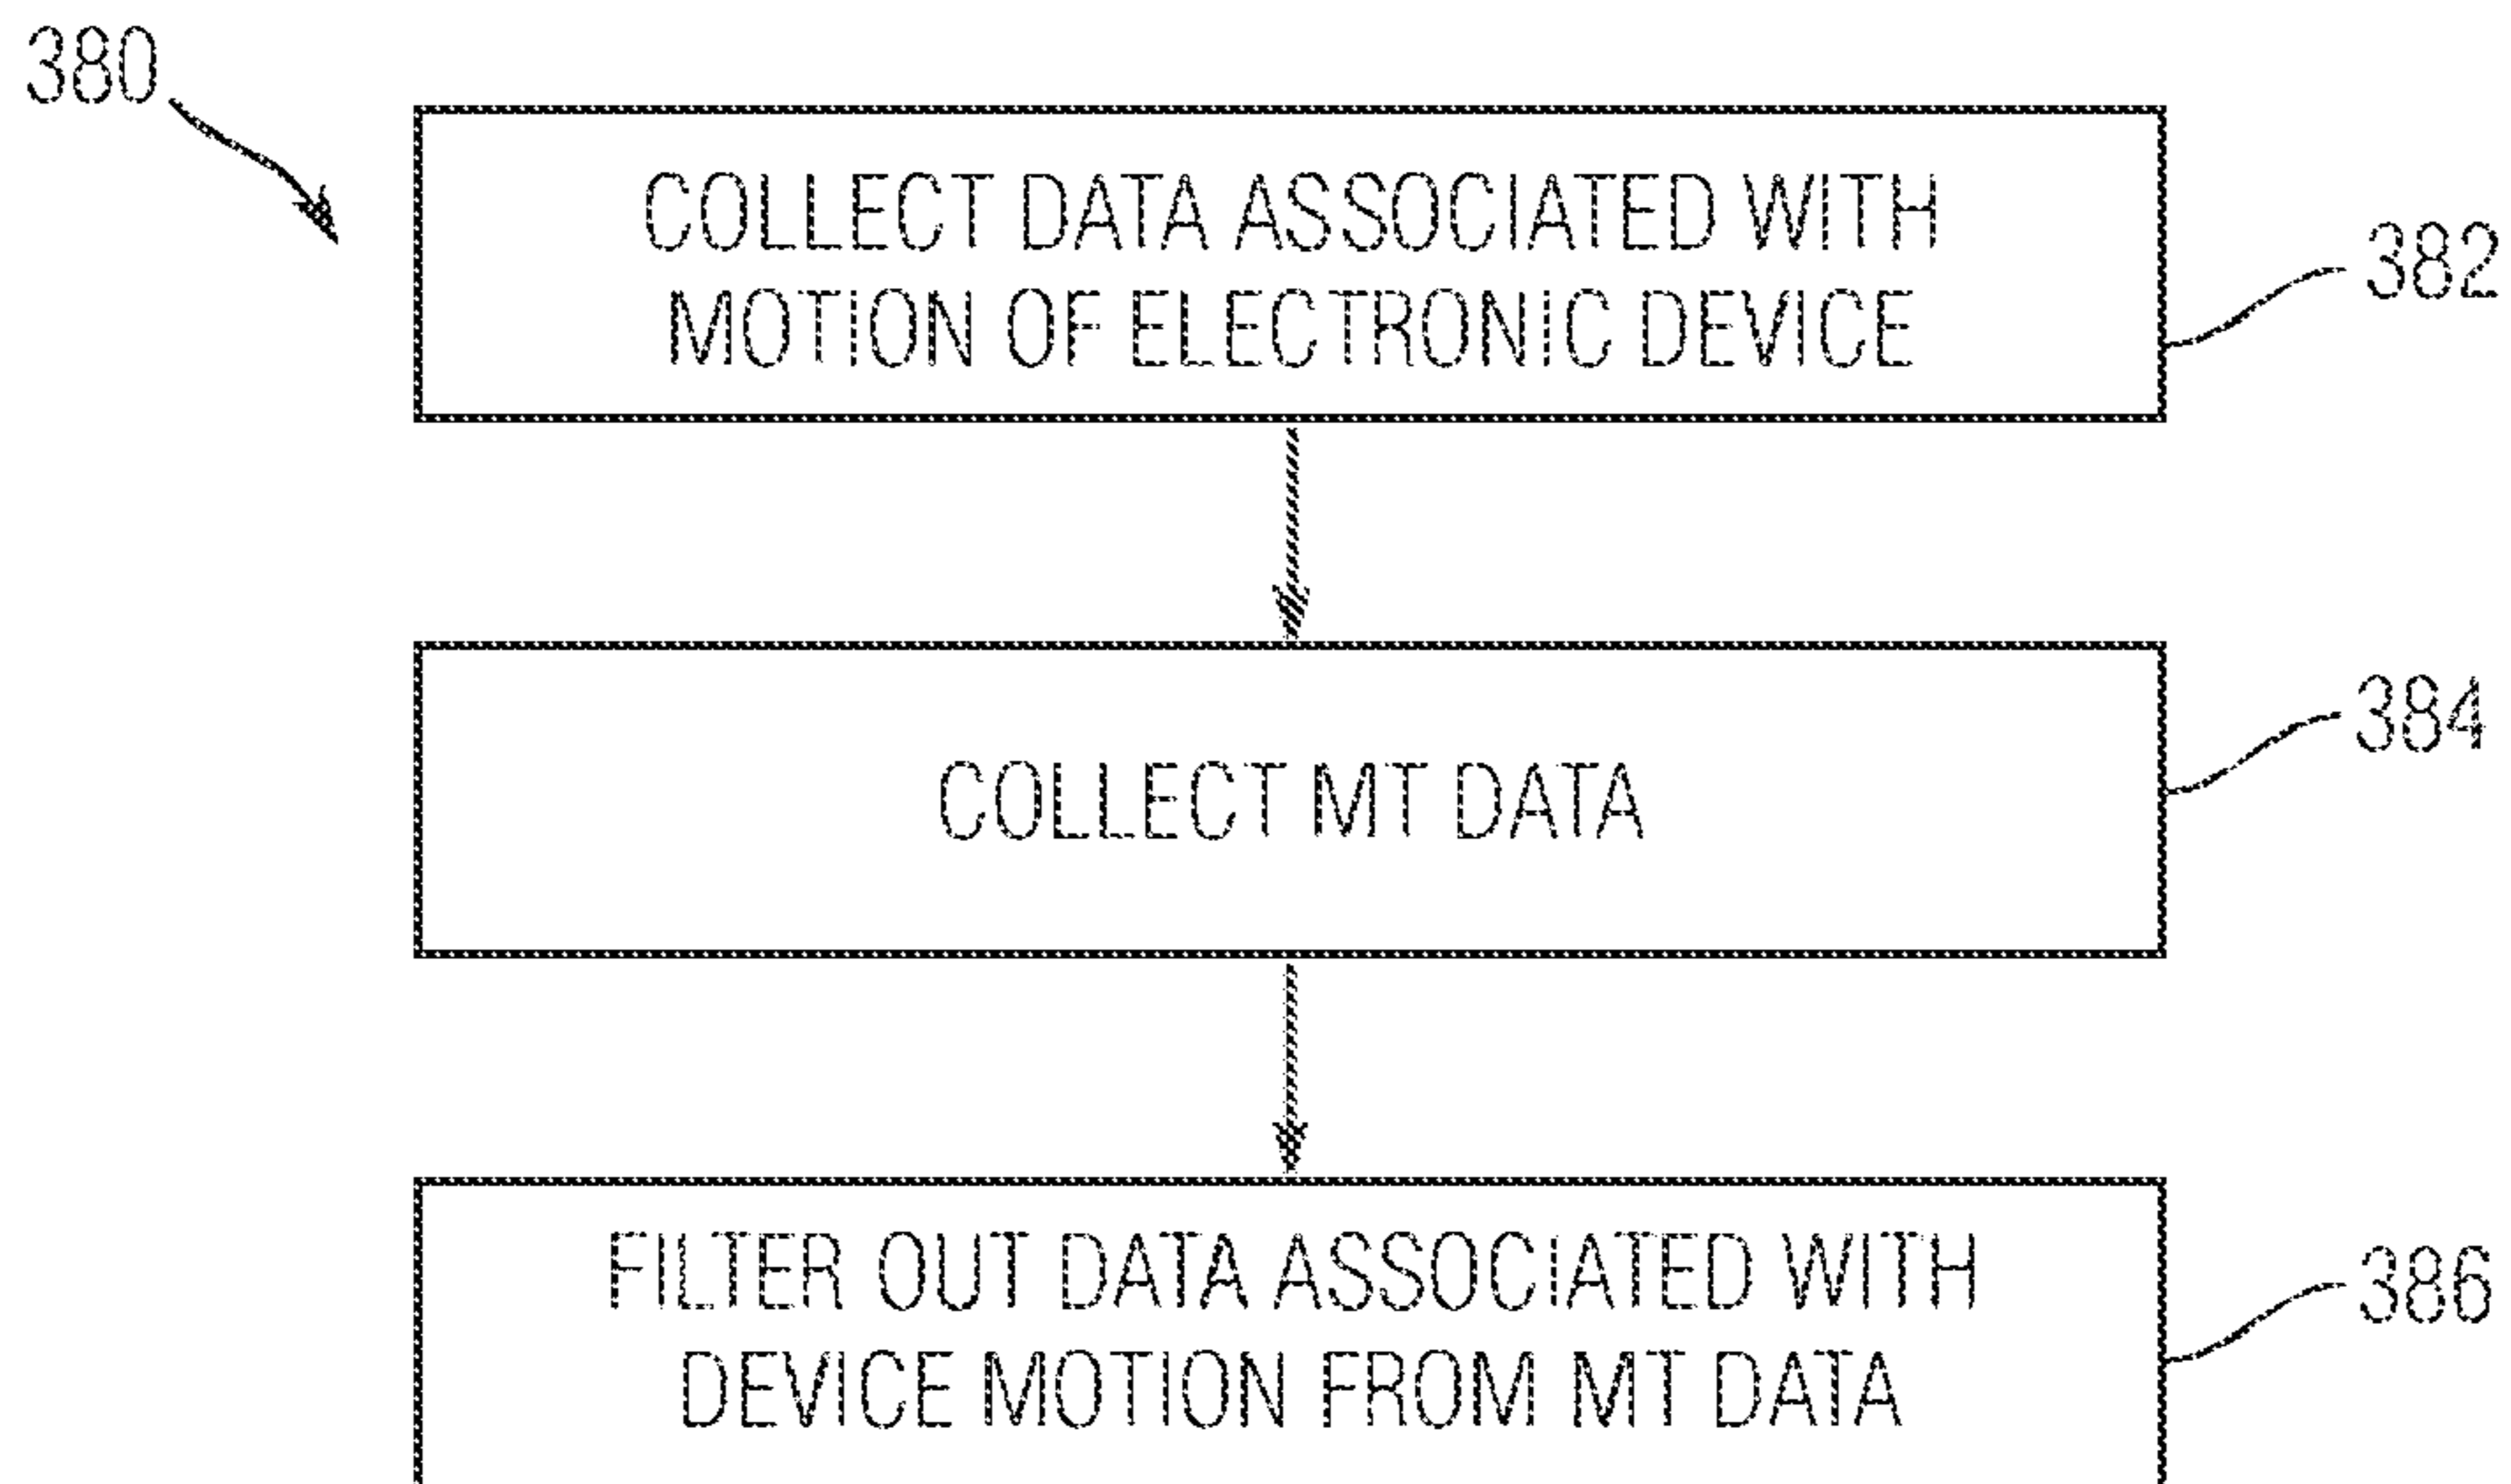 380
COLLECT DATA ASSOCIATED WITH
MOTION OF ELECTRONIC DEVICE
382
COLLECT MT DATA
384
FILTER OUT DATA ASSOCIATED WITH
DEVICE MOTION FROM MT DATA
386